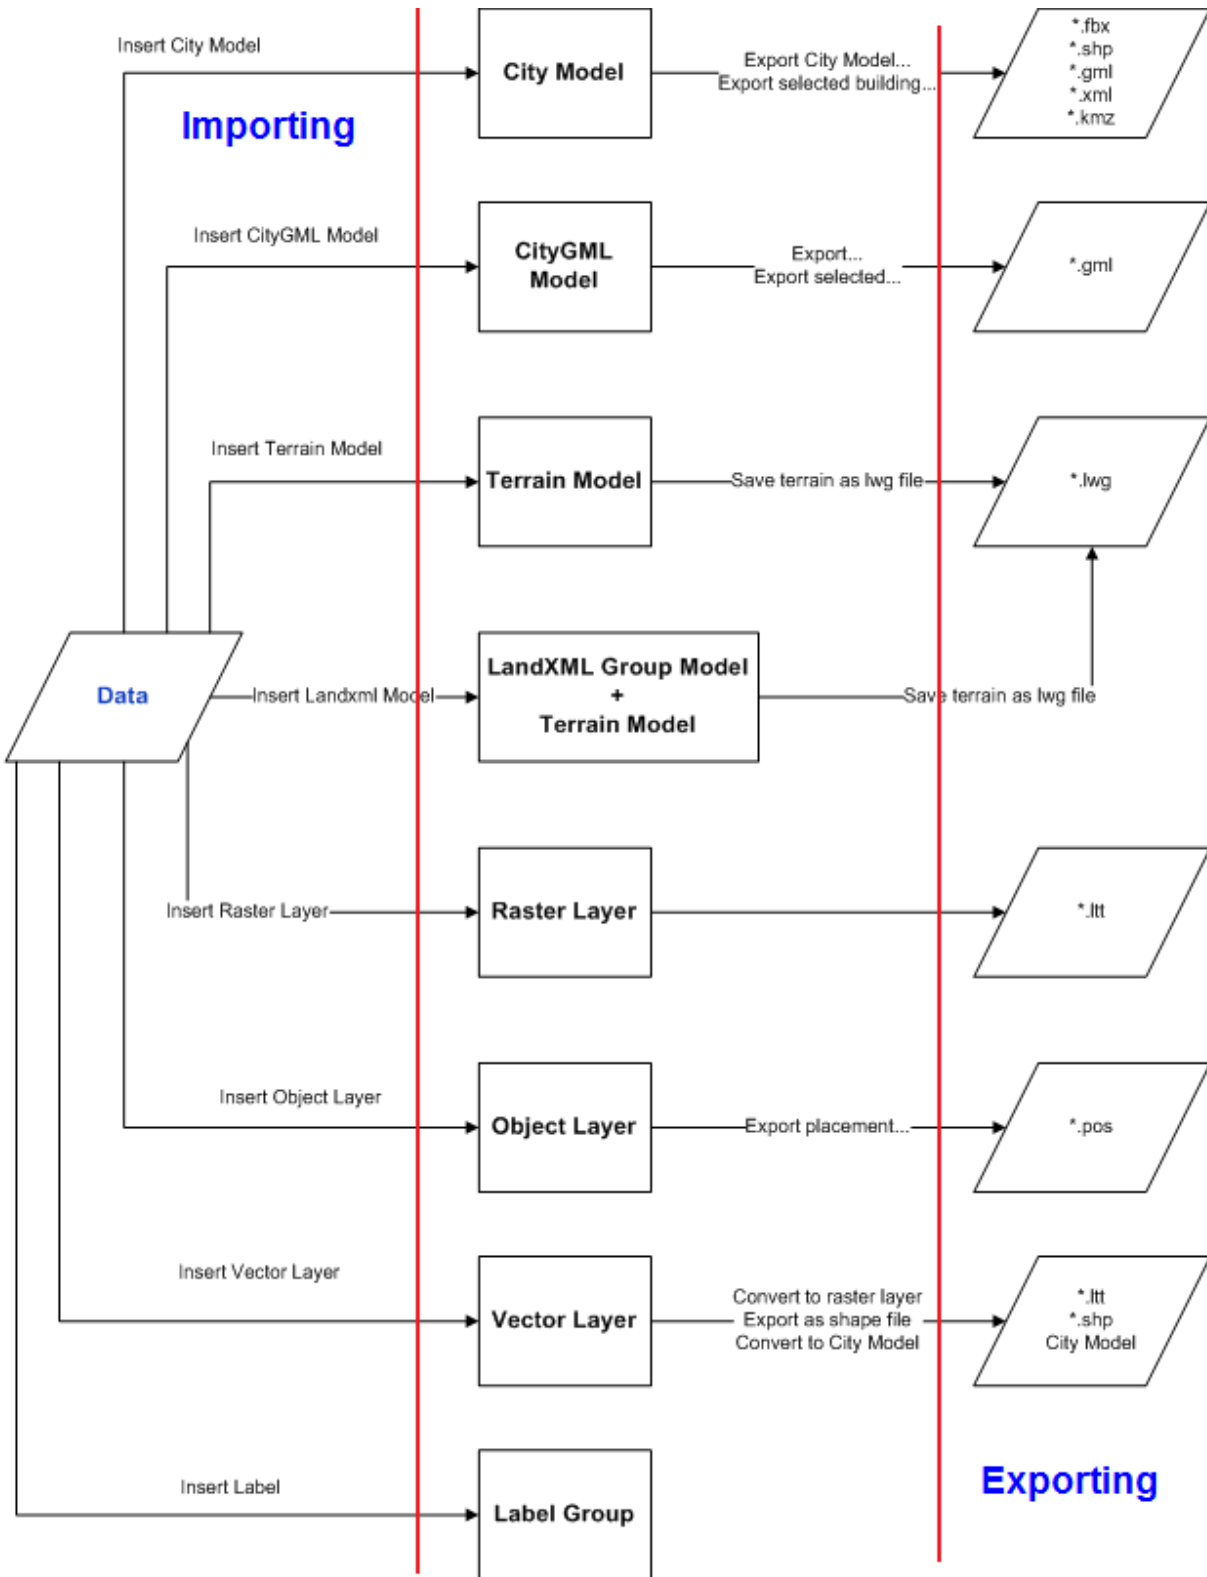 Insert City Model
City Model
Export City Model...
Export selected building...
*.fbx
*.shp
*.gml
*.xml
*.kmz
Importing
Insert CityGML Model
CityGML
Model
Export...
Export selected...
*.gml
Insert Terrain Model
Terrain Model
Save terrain as lwg file
*.lwg
Data
Insert Landxml Model
LandXML Group Model
+
Terrain Model
Save terrain as lwg file
Insert Raster Layer
Raster Layer
*.ltt
Insert Object Layer
Object Layer
Export placement...
*.pos
Insert Vector Layer
Vector Layer
Convert to raster layer
Export as shape file
Convert to City Model
*.ltt
*.shp
City Model
Insert Label
Label Group
Exporting